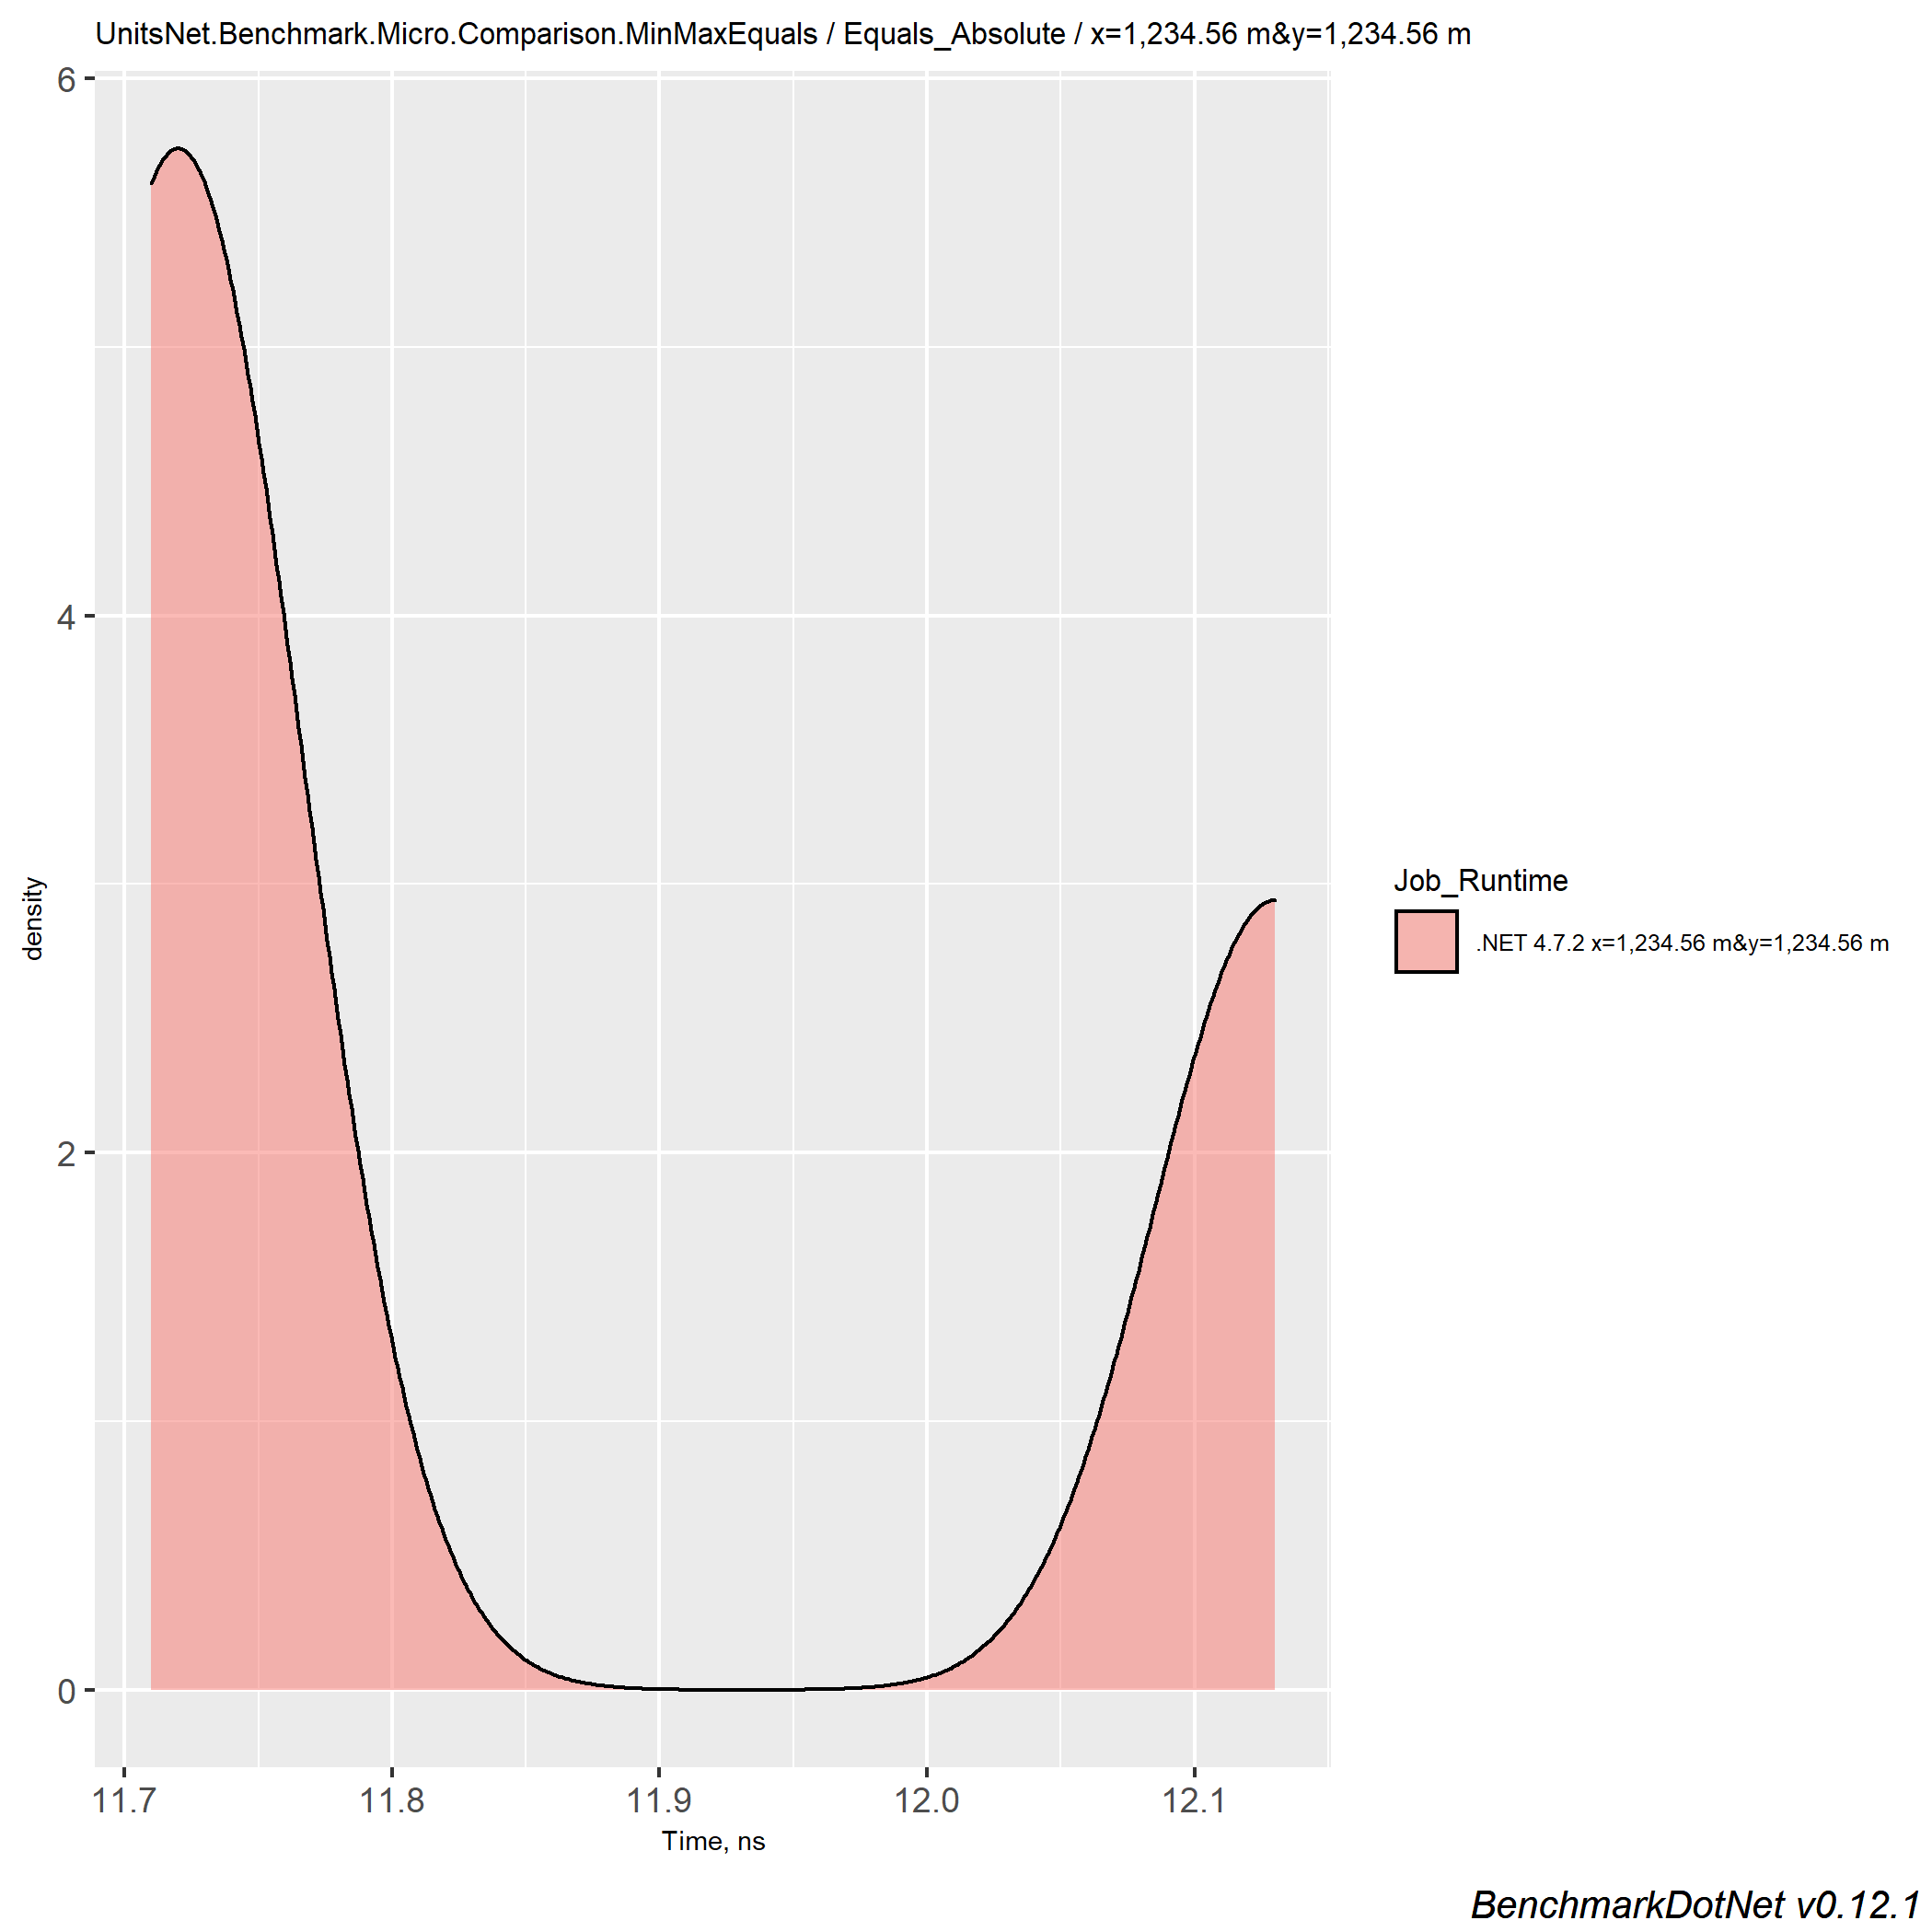 UnitsNet.Benchmark.Micro.Comparison.MinMaxEquals / Equals_Absolute / x=1,234.56 m&y=1,234.56 m
6
4
2
0
density
11.7 11.8 11.9 12.0 12.1
Time, ns
Job_Runtime
.NET 4.7.2 x=1,234.56 m&y=1,234.56 m
BenchmarkDotNet v0.12.1